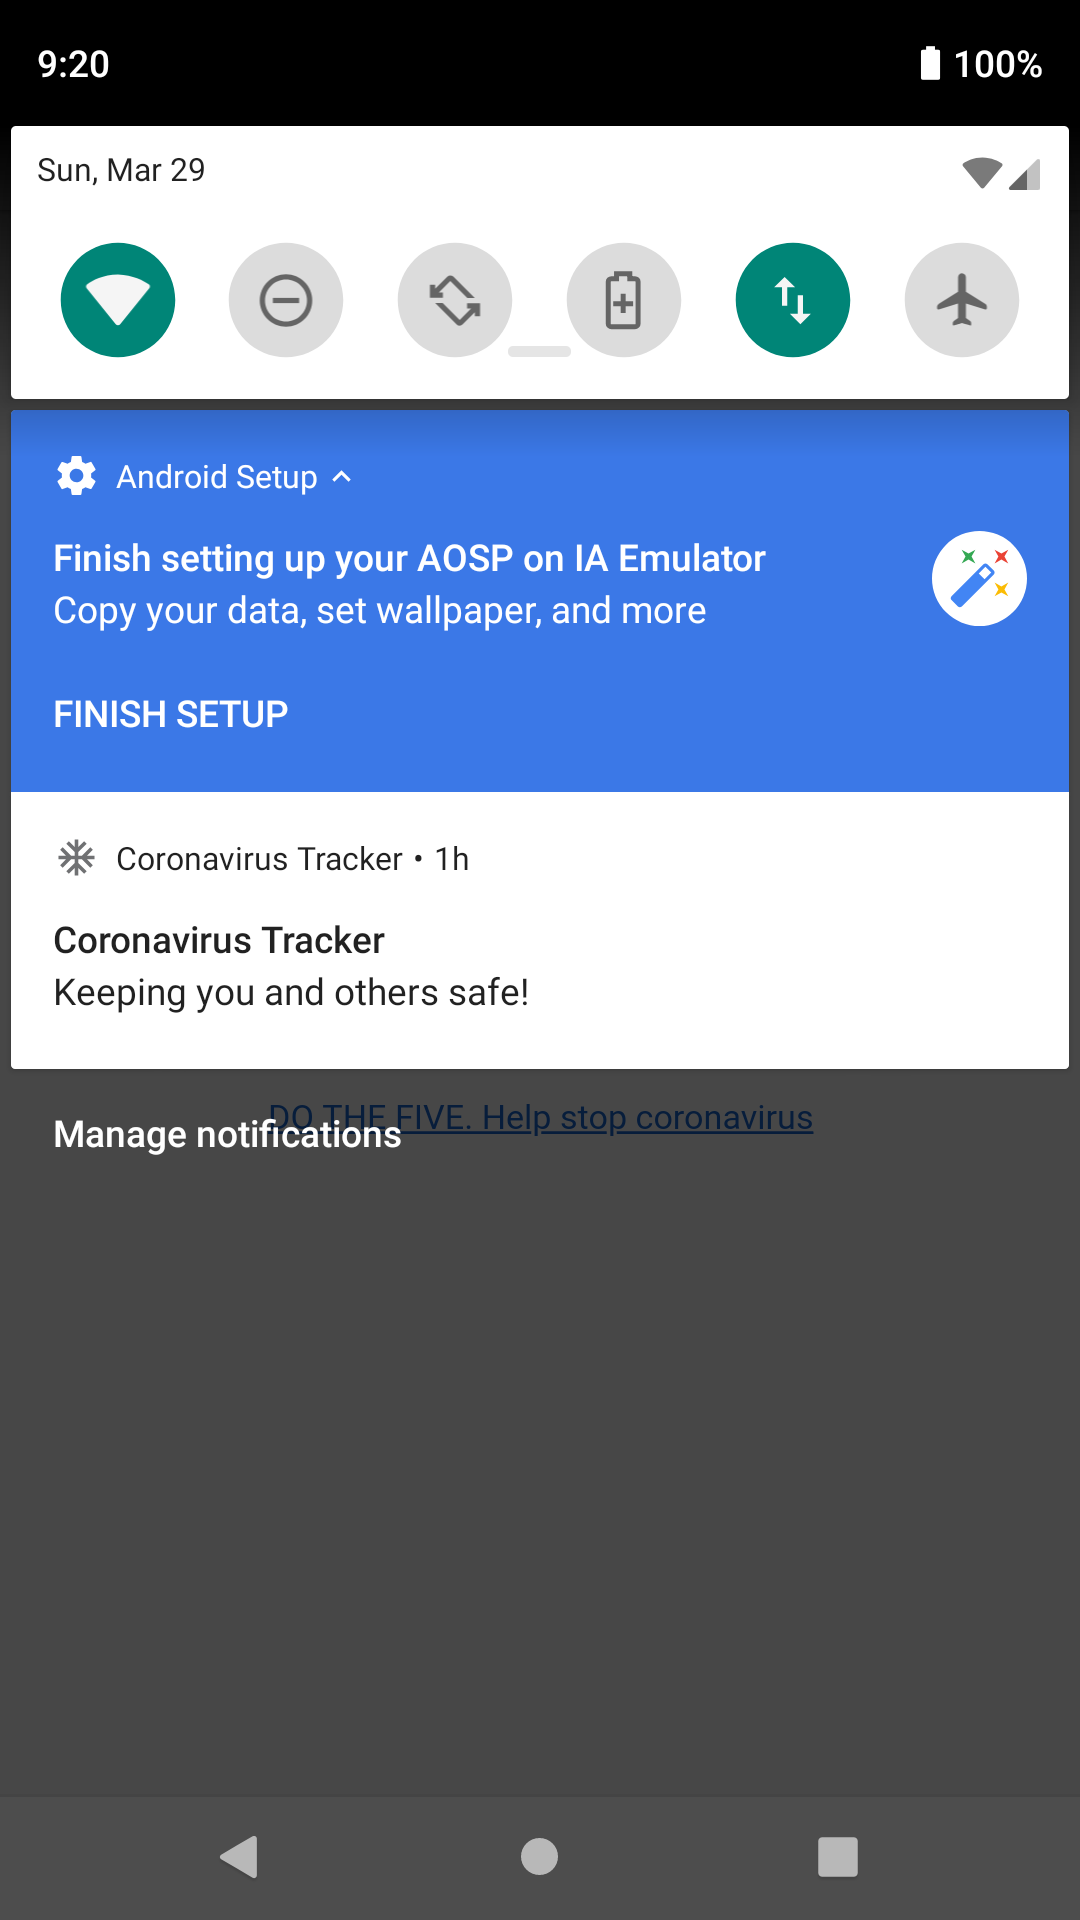 9:20
100%
Sun, Mar 29
Android Setup
Finish setting up your AOSP on IA Emulator
Copy your data, set wallpaper, and more
FINISH SETUP
Coronavirus Tracker • 1h
Coronavirus Tracker
Keeping you and others safe!
DO THE FIVE. Help stop coronavirus
Manage notifications